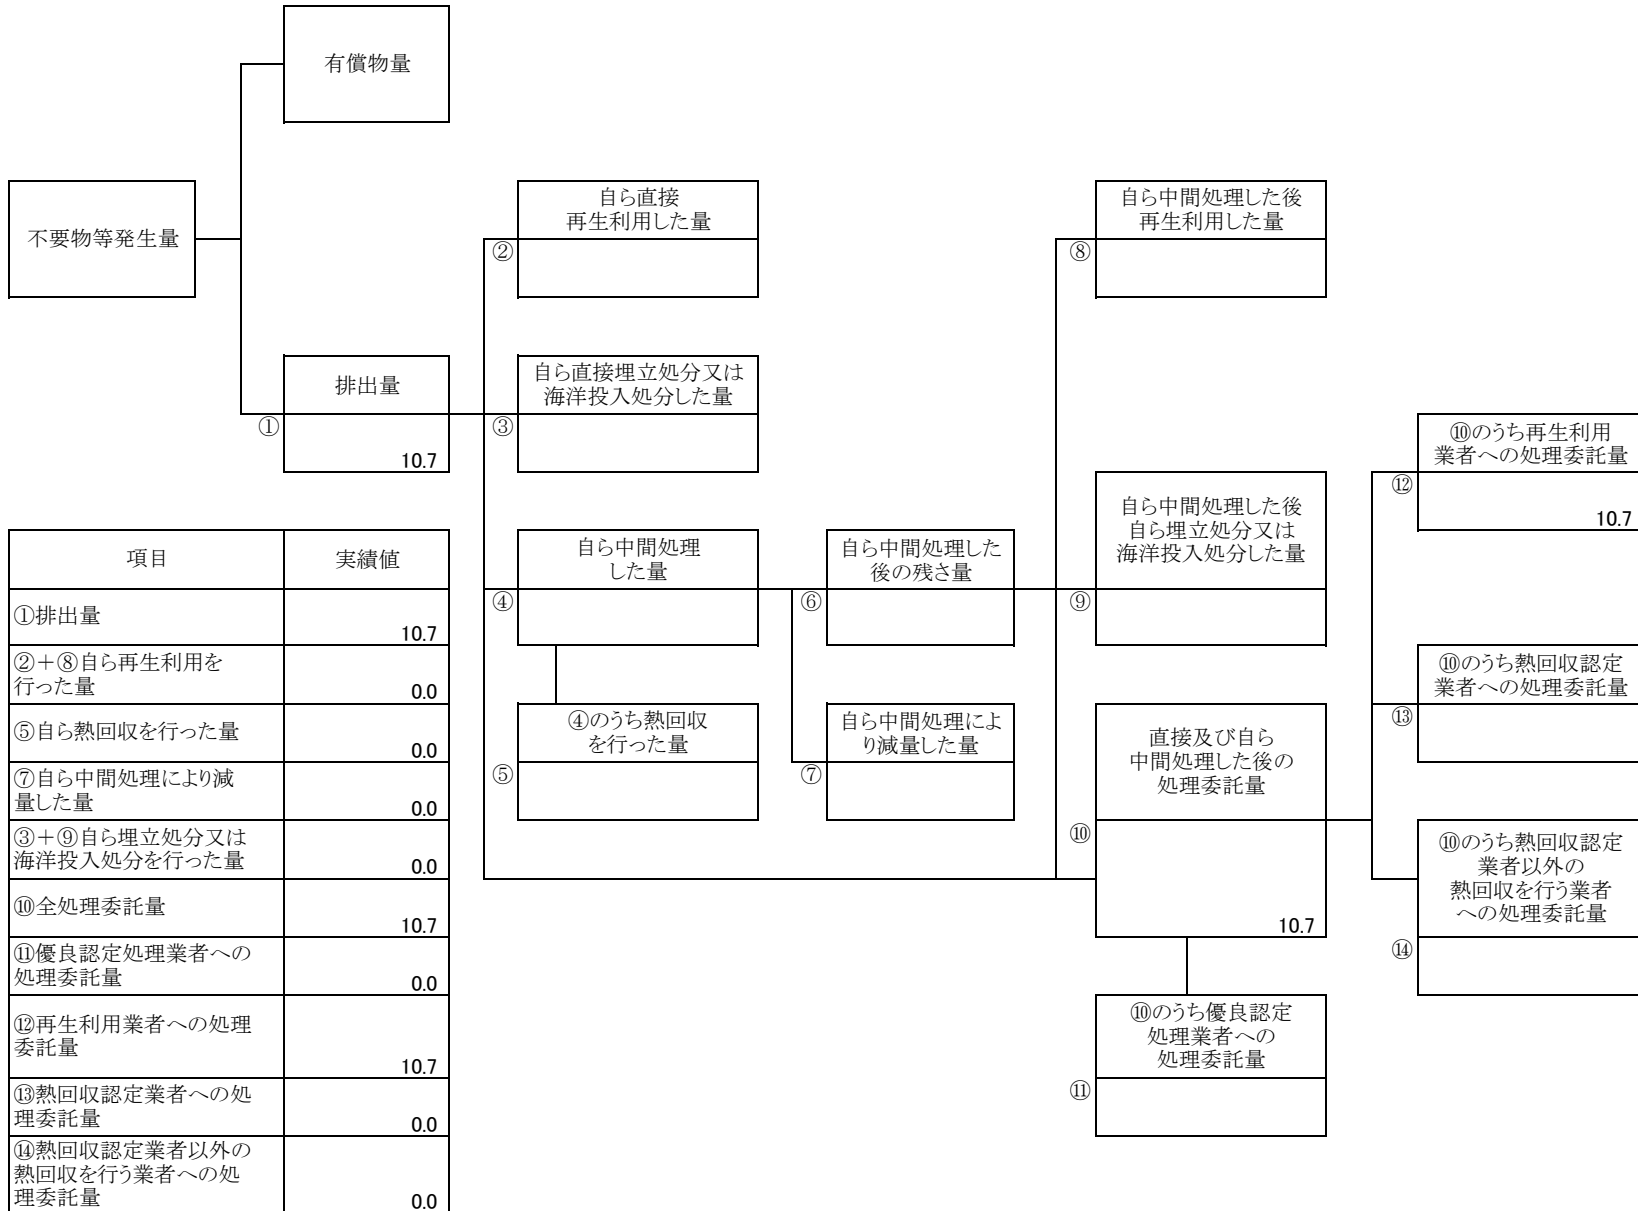 有償物量
不要物等発生量
自ら直接
再生利用した量
②
自ら中間処理した後
再生利用した量
⑧
排出量
①
10.7
自ら直接埋立処分又は
海洋投入処分した量
③
⑩のうち再生利用
業者への処理委託量
⑫
10.7
自ら中間処理した後
自ら埋立処分又は
海洋投入処分した量
⑨
自ら中間処理
した量
④
自ら中間処理した
後の残さ量
⑥
⑩のうち熱回収認定
業者への処理委託量
⑬
④のうち熱回収
を行った量
⑤
自ら中間処理によ
り減量した量
⑦
直接及び自ら
中間処理した後の
処理委託量
⑩
10.7
⑩のうち熱回収認定
業者以外の
熱回収を行う業者
への処理委託量
⑭
⑩のうち優良認定
処理業者への
処理委託量
⑪
項目
実績値
①排出量
10.7
②＋⑧自ら再生利用を
行った量
0.0
⑤自ら熱回収を行った量
0.0
⑦自ら中間処理により減
量した量
0.0
③＋⑨自ら埋立処分又は
海洋投入処分を行った量
0.0
⑩全処理委託量
10.7
⑪優良認定処理業者への
処理委託量
0.0
⑫再生利用業者への処理
委託量
10.7
⑬熱回収認定業者への処
理委託量
0.0
⑭熱回収認定業者以外の
熱回収を行う業者への処
理委託量
0.0